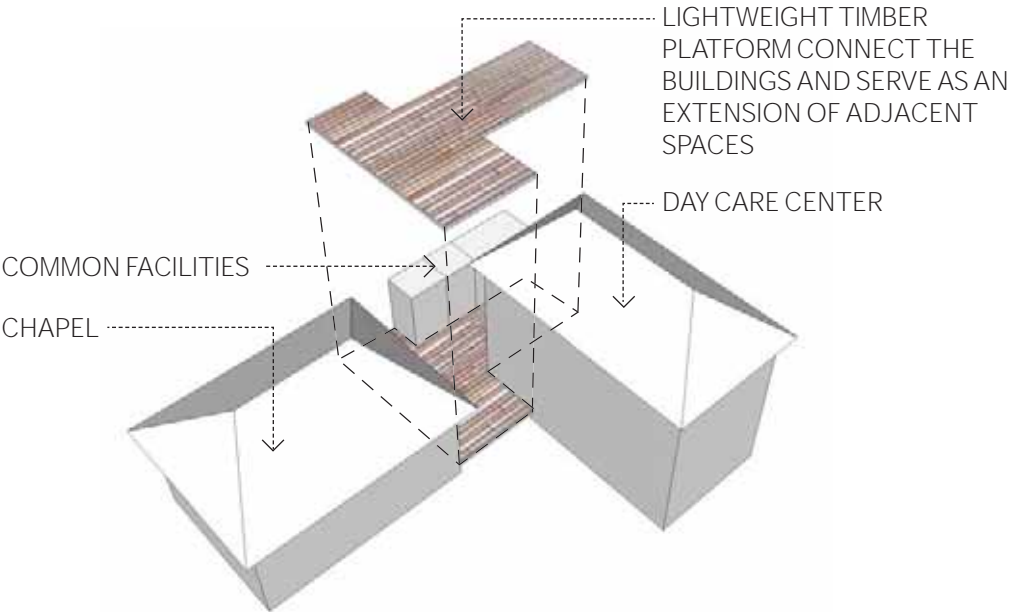 LIGHTWEIGHT TIMBER
PLATFORM CONNECT THE
BUILDINGS AND SERVE AS AN
EXTENSION OF ADJACENT
SPACES
DAY CARE CENTER
COMMON FACILITIES
CHAPEL